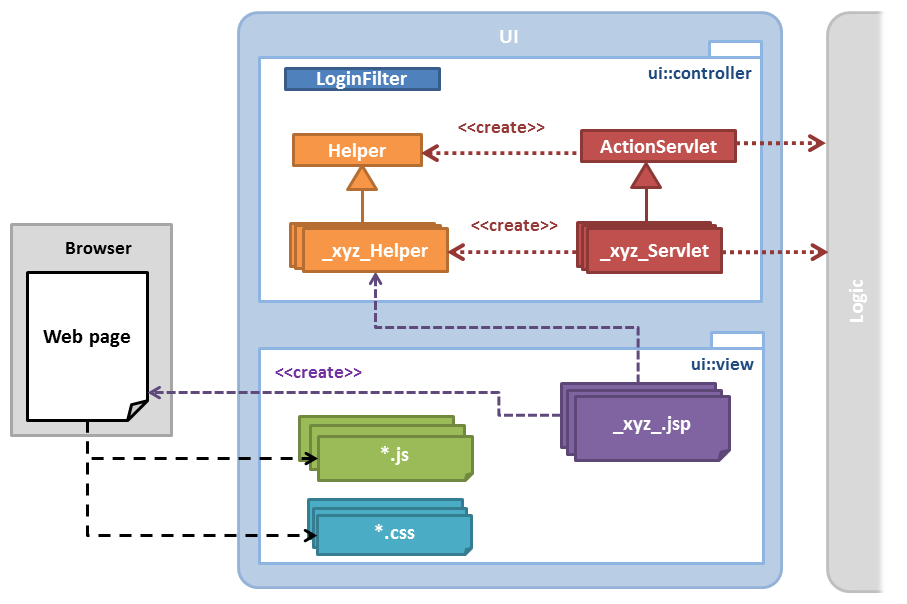 UI
ui::controller
LoginFilter
<<create>>
Helper
ActionServlet
<<create>>
_xyz_Helper
_xyz_Servlet
Browser
Logic
Web page
ui::view
<<create>>
_xyz_.jsp
*.js
*.css